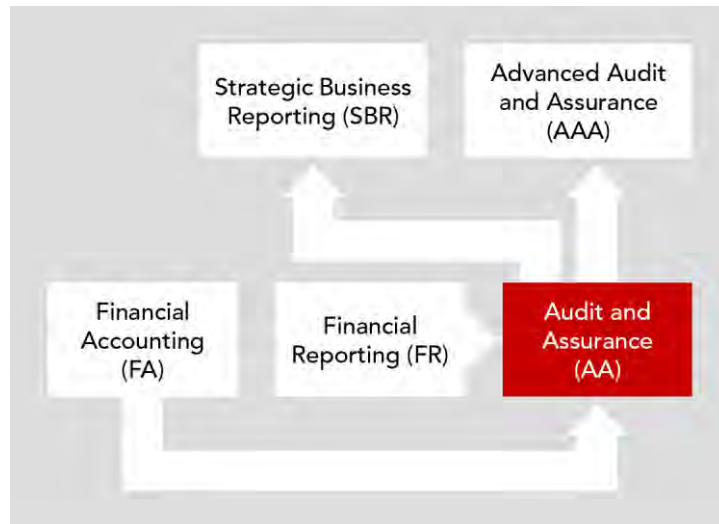 Strategic Business
Reporting (SBR)
Advanced Audit
and Assurance
(AAA)
Financial
Accounting
(FA)
Financial
Reporting (FR)
Audit and
Assurance
(AA)